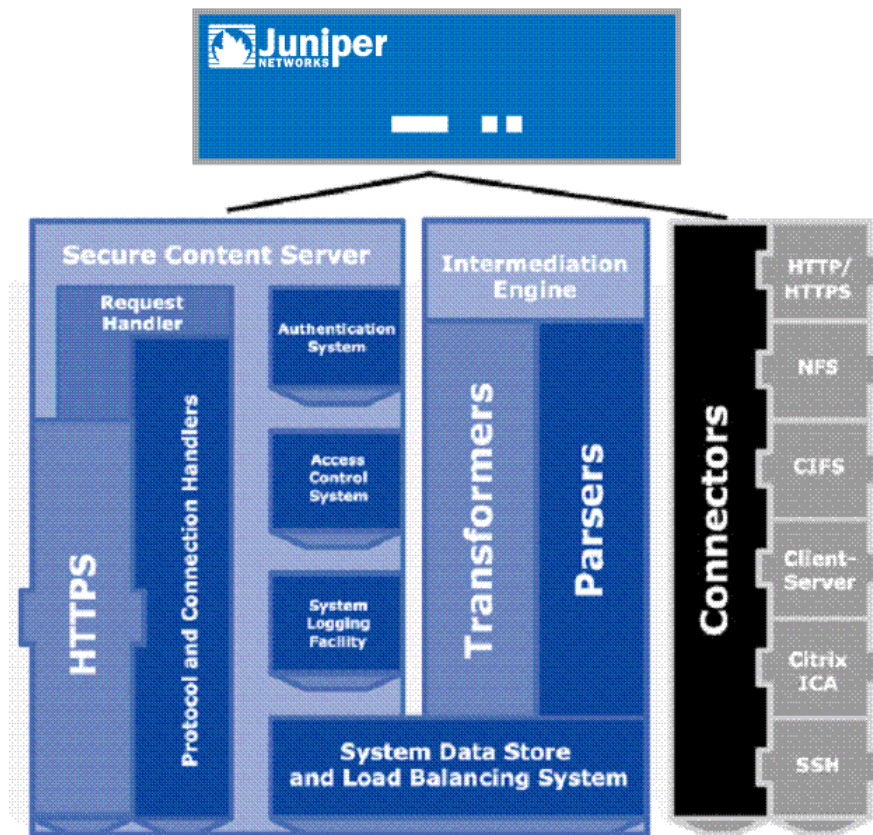 Juniper
NETWORKS
Secure Content Server
Request
Handler
HTTPS
Protocol and Connection Handlers
Authentication
System
Access
Control
System
System
Logging
Facility
Intermediation
Engine
Transformers
Parsers
System Data Store
and Load Balancing System
Connectors
HTTP/
HTTPS
NFS
CIFS
Client-
Server
Citrix
ICA
SSH